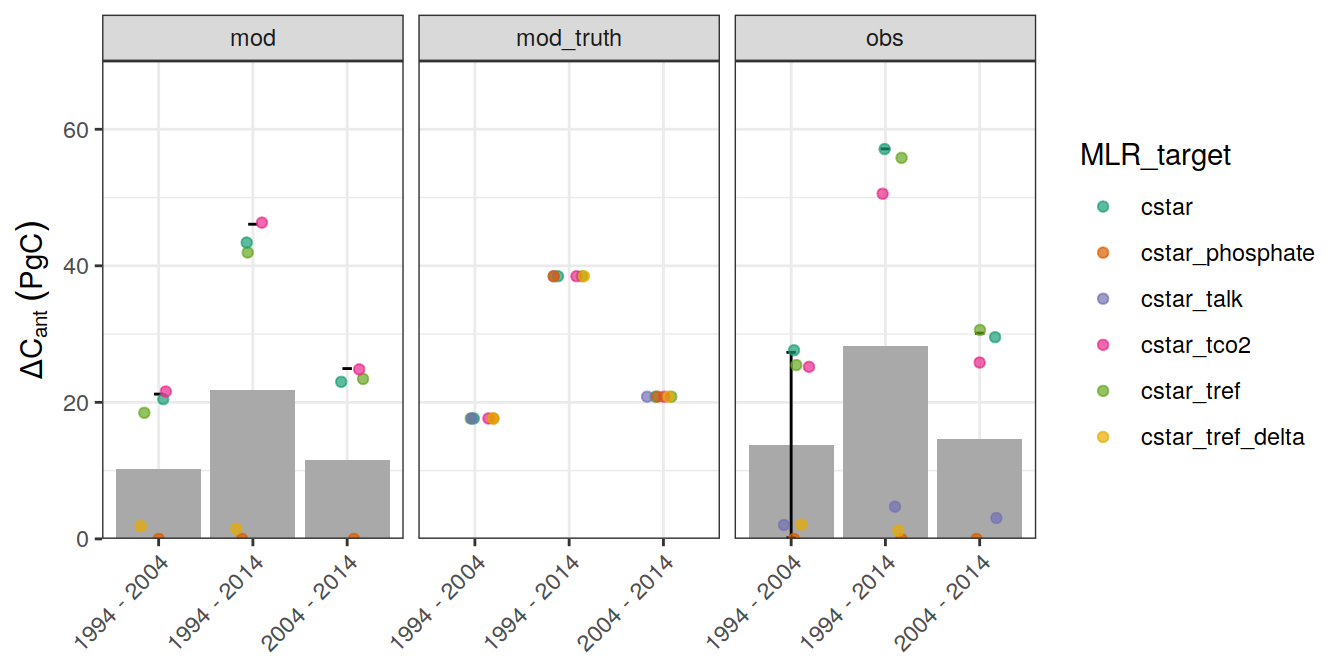 mod
mod_truth
obs
ΔCant (PgC)
60
40
20
0
1994 - 2004
1994 - 2014
2004 - 2014
1994 - 2004
1994 - 2014
2004 - 2014
1994 - 2004
1994 - 2014
2004 - 2014
MLR_target
cstar
cstar_phosphate
cstar_talk
cstar_tco2
cstar_tref
cstar_tref_delta